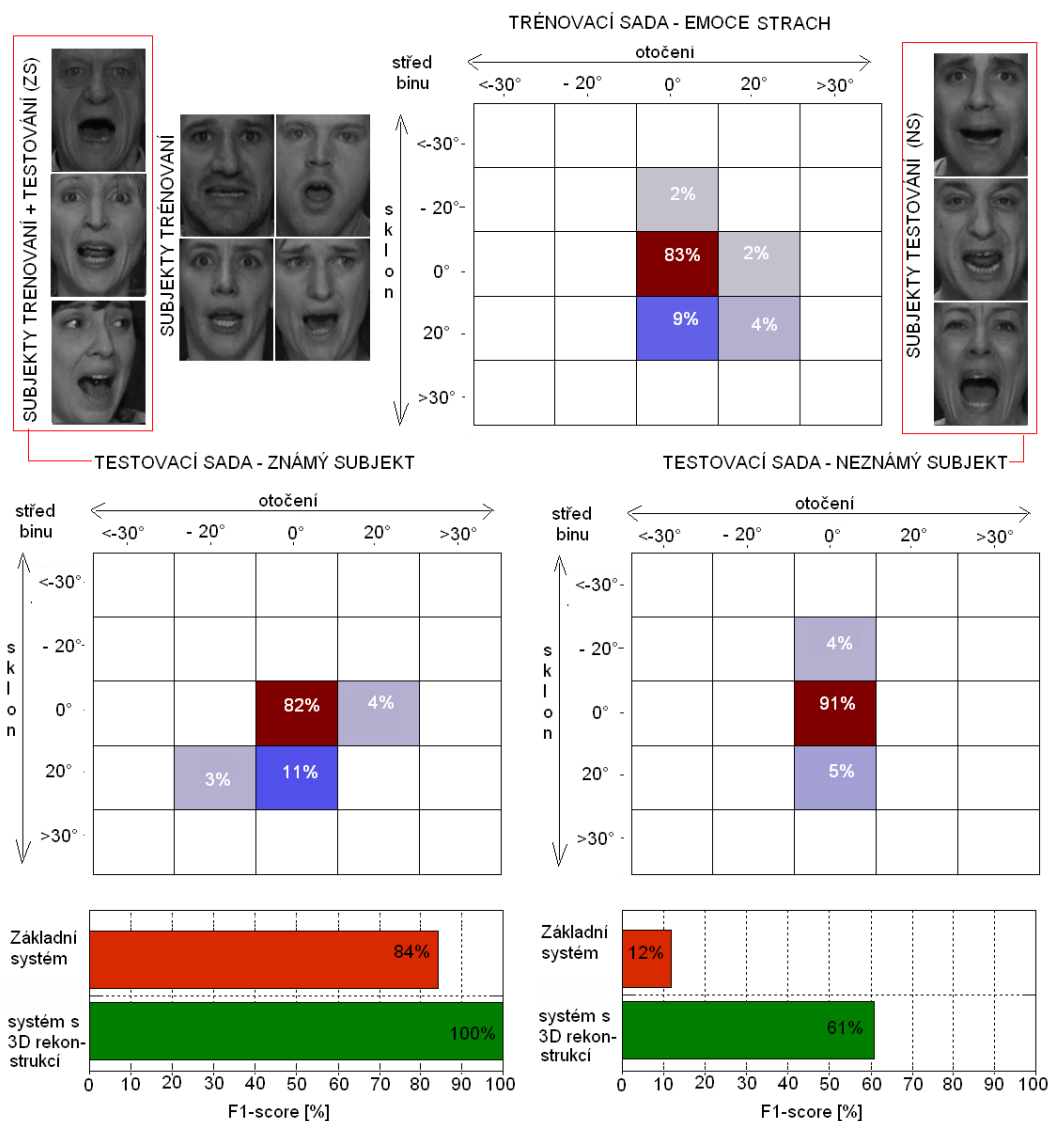 TRÉNOVACÍ SADA - EMOCE STRACH
SUBJEKTY TRENOVANÍ + TESTOVÁNÍ (ZS)
SUBJEKTY TRÉNOVÁNÍ
střed
binu
otočení
<-30° - 20° 0° 20° >30°
sklon
<-30°
- 20°
2%
0°
83% 2%
20°
9% 4%
>30°
SUBJEKTY TESTOVÁNÍ (NS)
TESTOVACÍ SADA - ZNÁMÝ SUBJEKT
střed
binu
otočení
<-30° - 20° 0° 20° >30°
sklon
<-30°
- 20°
0°
82% 4%
20°
3% 11%
>30°
TESTOVACÍ SADA - NEZNÁMÝ SUBJEKT
střed
binu
otočení
<-30° - 20° 0° 20° >30°
sklon
<-30°
- 20°
4%
0°
91%
20°
5%
>30°
Základní
systém
84%
systém s
3D rekon-
strukcí
100%
0 10 20 30 40 50 60 70 80 90 100
F1-score [%]
Základní
systém
12%
systém s
3D rekon-
strukcí
61%
0 10 20 30 40 50 60 70 80 90 100
F1-score [%]